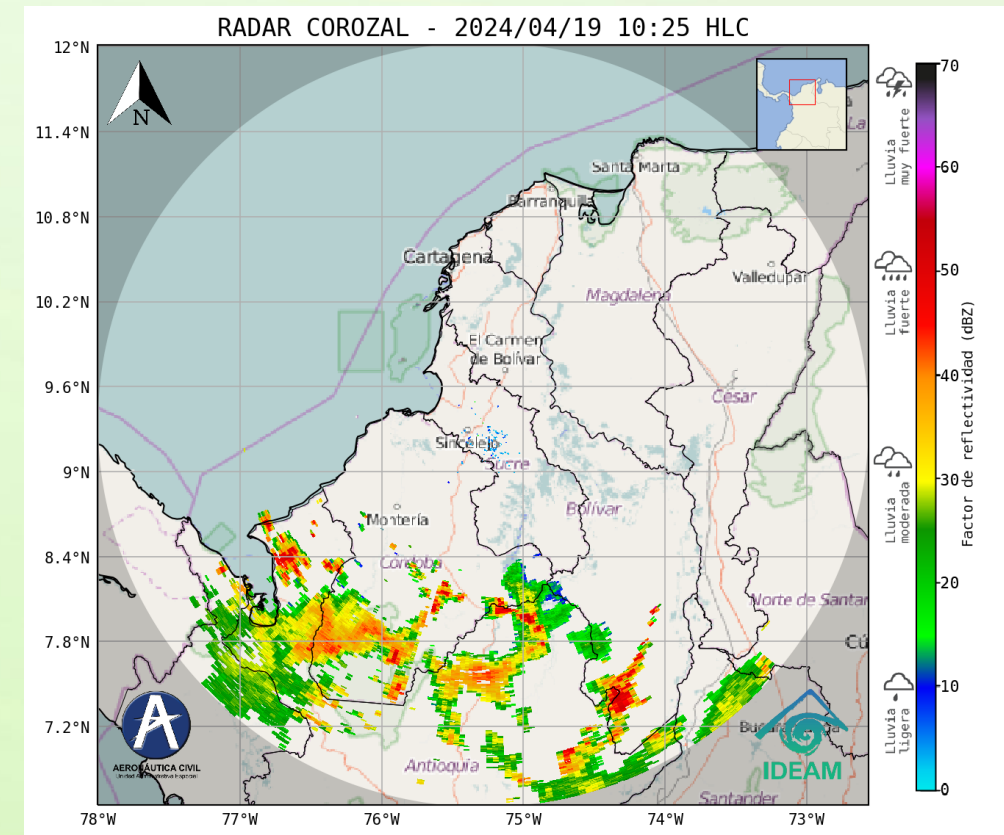 RADAR COROZAL - 2024/04/19 10:25 HLC
12°N
11.4°N
10.8°N
10.2°N
9.6°N
9°N
8.4°N
7.8°N
7.2°N
78°W
77°W
76°W
75°W
74°W
73°W
N
Santa Marta
Barranquilla
Cartagena
Valledupar
Magdalena
El Carmen
de Bolívar
Cesar
Sincelejo
Sucre
Bolívar
Montería
Córdoba
Norte de Santan
Cú
La
Antioquia
Santander
AERONÁUTICA CIVIL
IDEAM
Lluvia
muy fuerte
Lluvia
fuerte
Lluvia
moderada
Lluvia
ligera
70
60
50
40
30
20
10
0
Factor de reflectividad (dBZ)